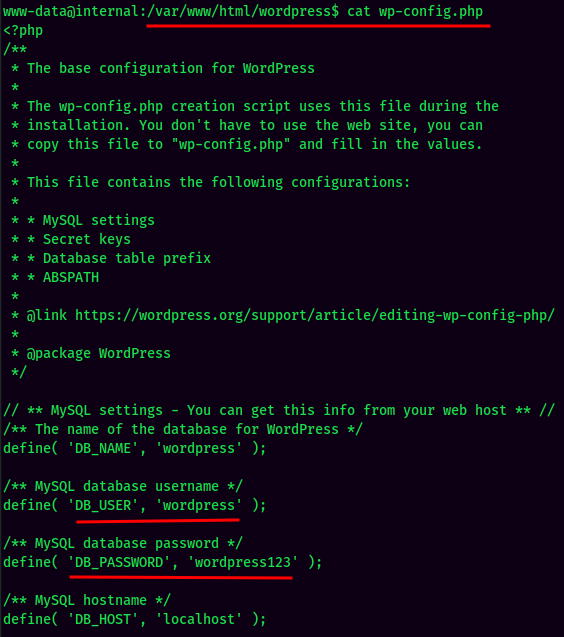 www-data@internal:/var/www/html/wordpress$ cat wp-config.php
<?php
/**
 * The base configuration for WordPress
 *
 * The wp-config.php creation script uses this file during the
 * installation. You don't have to use the web site, you can
 * copy this file to "wp-config.php" and fill in the values.
 *
 * This file contains the following configurations:
 *
 * * MySQL settings
 * * Secret keys
 * * Database table prefix
 * * ABSPATH
 *
 * @link https://wordpress.org/support/article/editing-wp-config-php/
 *
 * @package WordPress
 */

// ** MySQL settings - You can get this info from your web host ** //
/** The name of the database for WordPress */
define( 'DB_NAME', 'wordpress' );

/** MySQL database username */
define( 'DB_USER', 'wordpress' );

/** MySQL database password */
define( 'DB_PASSWORD', 'wordpress123' );

/** MySQL hostname */
define( 'DB_HOST', 'localhost' );